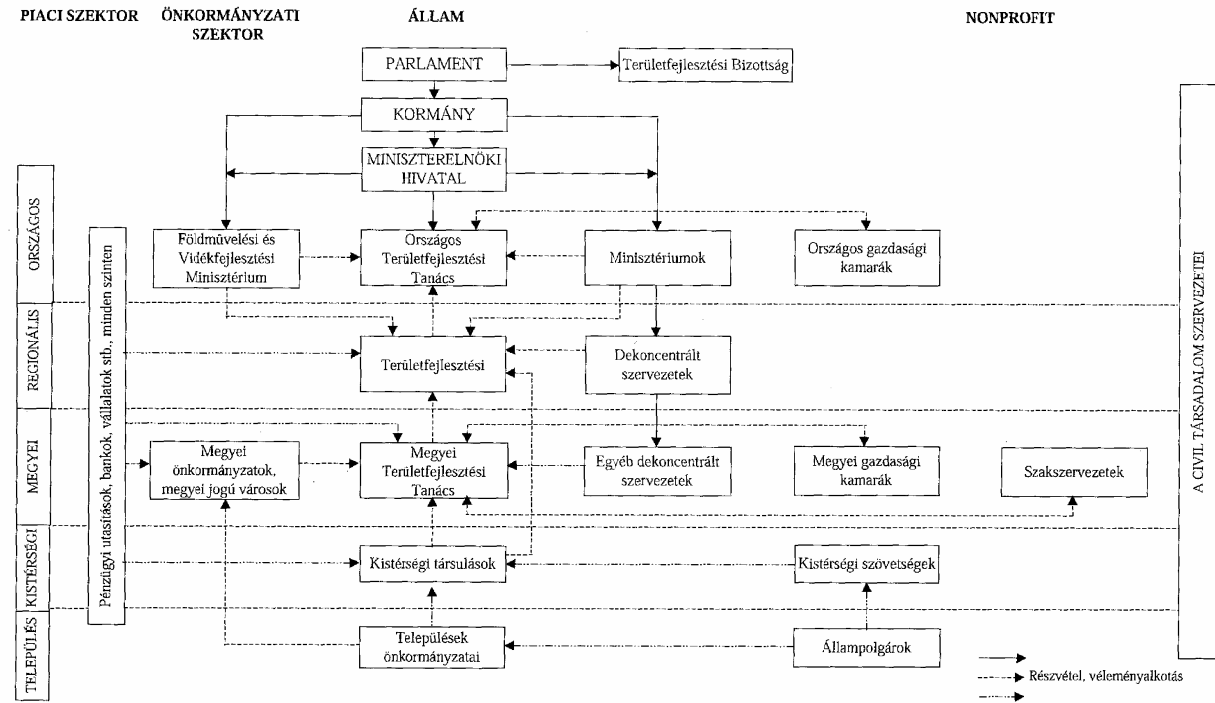 PIACI SZEKTOR
ÖNKORMÁNYZATI
SZEKTOR
ÁLLAM
NONPROFIT
PARLAMENT
Területfejlesztési Bizottság
KORMÁNY
MINISZTERELNÖKI
HIVATAL
ORSZÁGOS
Földművelési és
Vidékfejlesztési
Minisztérium
Országos
Területfejlesztési
Tanács
Minisztériumok
Országos gazdasági
kamarák
REGIONÁLIS
Területfejlesztési
Dekoncentrált
szervezetek
MEGYEI
Megyei
önkormányzatok,
megyei jogú városok
Megyei
Területfejlesztési
Tanács
Egyéb dekoncentrált
szervezetek
Megyei gazdasági
kamarák
Szakszervezetek
KISTÉRSÉGI
Kistérségi társulások
Kistérségi szövetségek
TELEPÜLÉS
Települések
önkormányzatai
Állampolgárok
Pénzügyi utasítások, bankok, vállalatok stb., minden szinten
A CIVIL TÁRSADALOM SZERVEZETEI
Részvétel, véleményalkotás